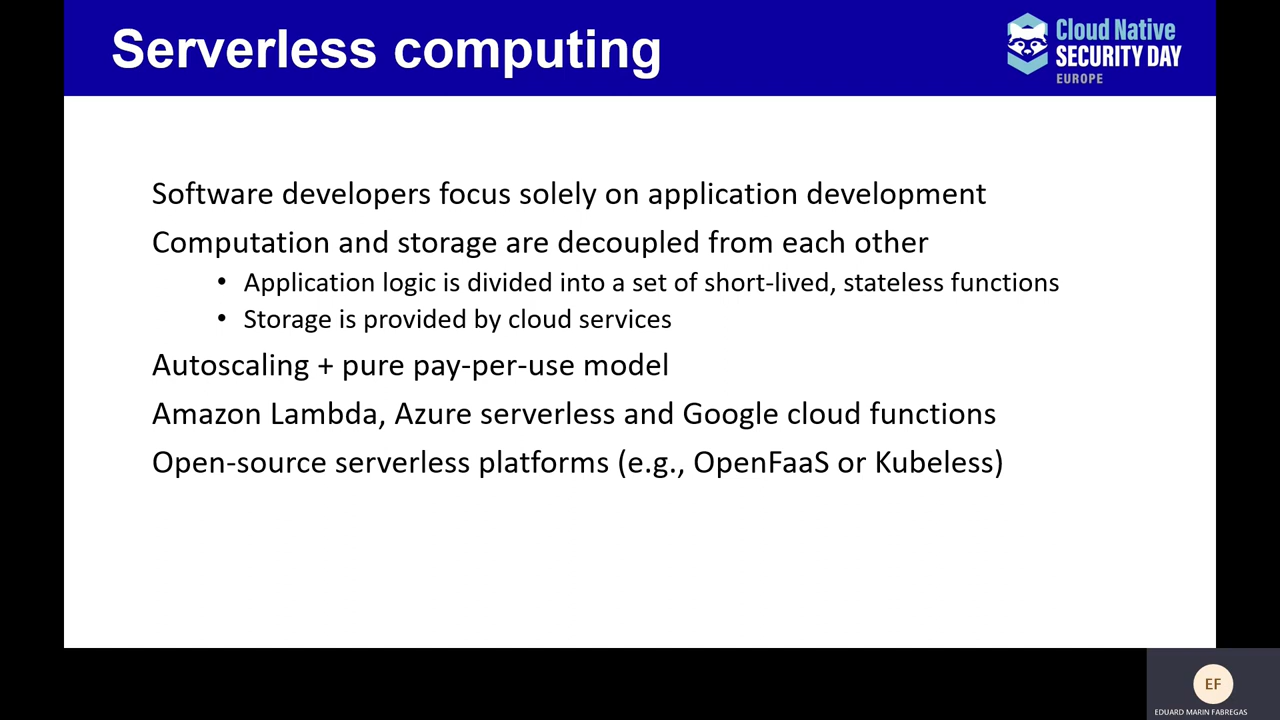 Serverless computing
Cloud Native
SECURITY DAY
EUROPE
Software developers focus solely on application development
Computation and storage are decoupled from each other
• Application logic is divided into a set of short-lived, stateless functions
• Storage is provided by cloud services
Autoscaling + pure pay-per-use model
Amazon Lambda, Azure serverless and Google cloud functions
Open-source serverless platforms (e.g., OpenFaaS or Kubeless)
EF
EDUARD MARIN FABREGAS